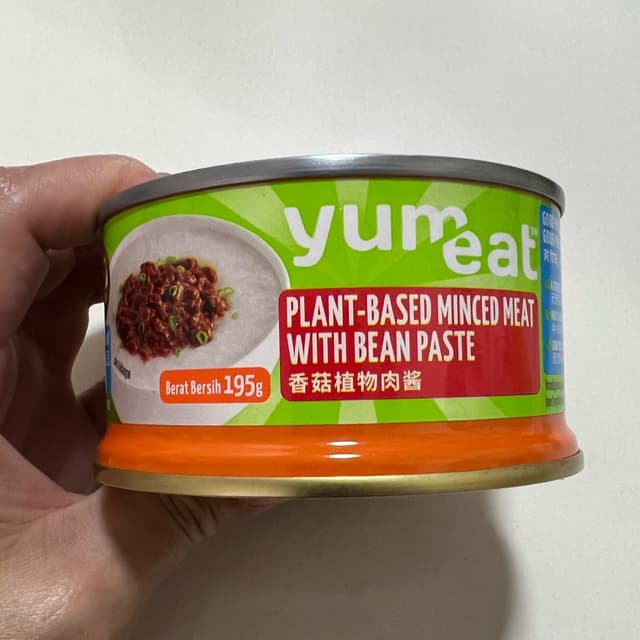 yumeat
PLANT-BASED MINCED MEAT
WITH BEAN PASTE
香菇植物肉酱
Berat Bersih 195g